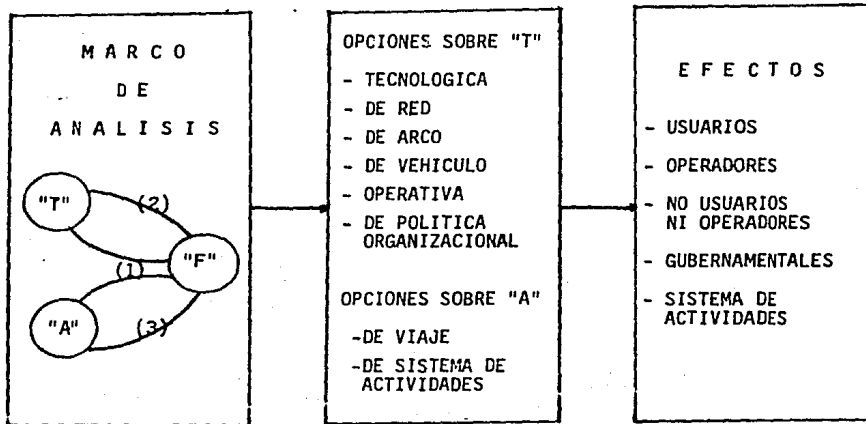 M A R C O
D E
A N A L I S I S
"T"
(2)
"F"
(1)
"A"
(3)
OPCIONES SOBRE "T"
- TECNOLOGICA
- DE RED
- DE ARCO
- DE VEHICULO
- OPERATIVA
- DE POLITICA
ORGANIZACIONAL
OPCIONES SOBRE "A"
-DE VIAJE
-DE SISTEMA DE
ACTIVIDADES
E F E C T O S
- USUARIOS
- OPERADORES
- NO USUARIOS
NI OPERADORES
- GUBERNAMENTALES
- SISTEMA DE
ACTIVIDADES